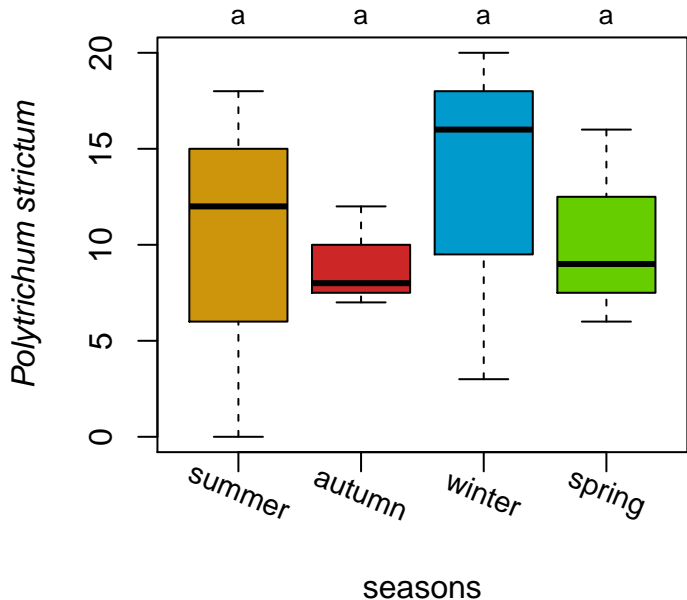 a a a a
Polytrichum strictum
20
15
10
5
0
summer autumn winter spring
seasons